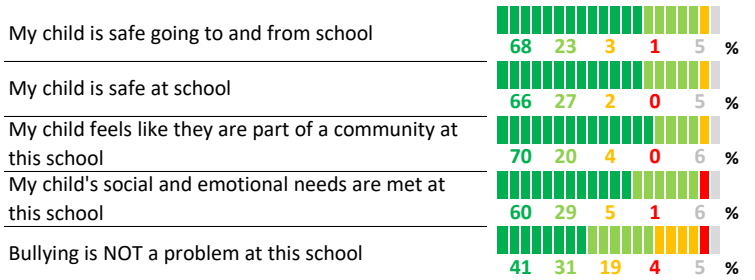 My child is safe going to and from school
68 23 3 1 5 %
My child is safe at school
66 27 2 0 5 %
My child feels like they are part of a community at
this school
70 20 4 0 6 %
My child's social and emotional needs are met at
this school
60 29 5 1 6 %
Bullying is NOT a problem at this school
41 31 19 4 5 %